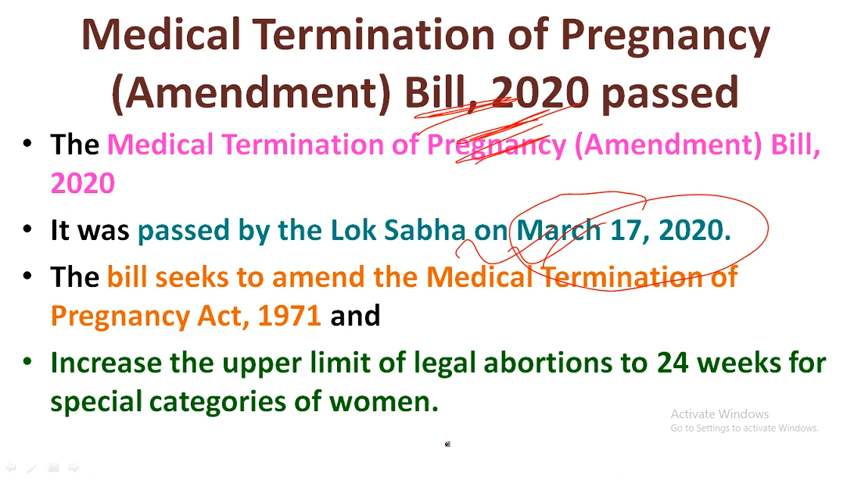 Medical Termination of Pregnancy
(Amendment) Bill, 2020 passed
• The Medical Termination of Pregnancy (Amendment) Bill,
2020
• It was passed by the Lok Sabha on March 17, 2020.
• The bill seeks to amend the Medical Termination of
Pregnancy Act, 1971 and
• Increase the upper limit of legal abortions to 24 weeks for
special categories of women.
Activate Windows
Go to Settings to activate Windows.